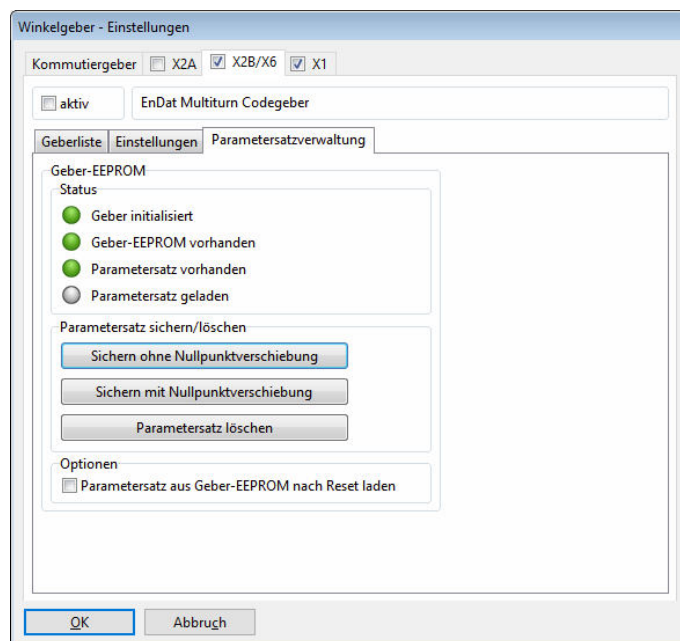 Winkelgeber - Einstellungen
Kommutiergeber X2A X2B/X6 X1
aktiv EnDat Multiturn Codegeber
Geberliste Einstellungen Parametersatzverwaltung
Geber-EEPROM
Status
Geber initialisiert
Geber-EEPROM vorhanden
Parametersatz vorhanden
Parametersatz geladen
Parametersatz sichern/löschen
Sichern ohne Nullpunktverschiebung
Sichern mit Nullpunktverschiebung
Parametersatz löschen
Optionen
Parametersatz aus Geber-EEPROM nach Reset laden
OK Abbruch